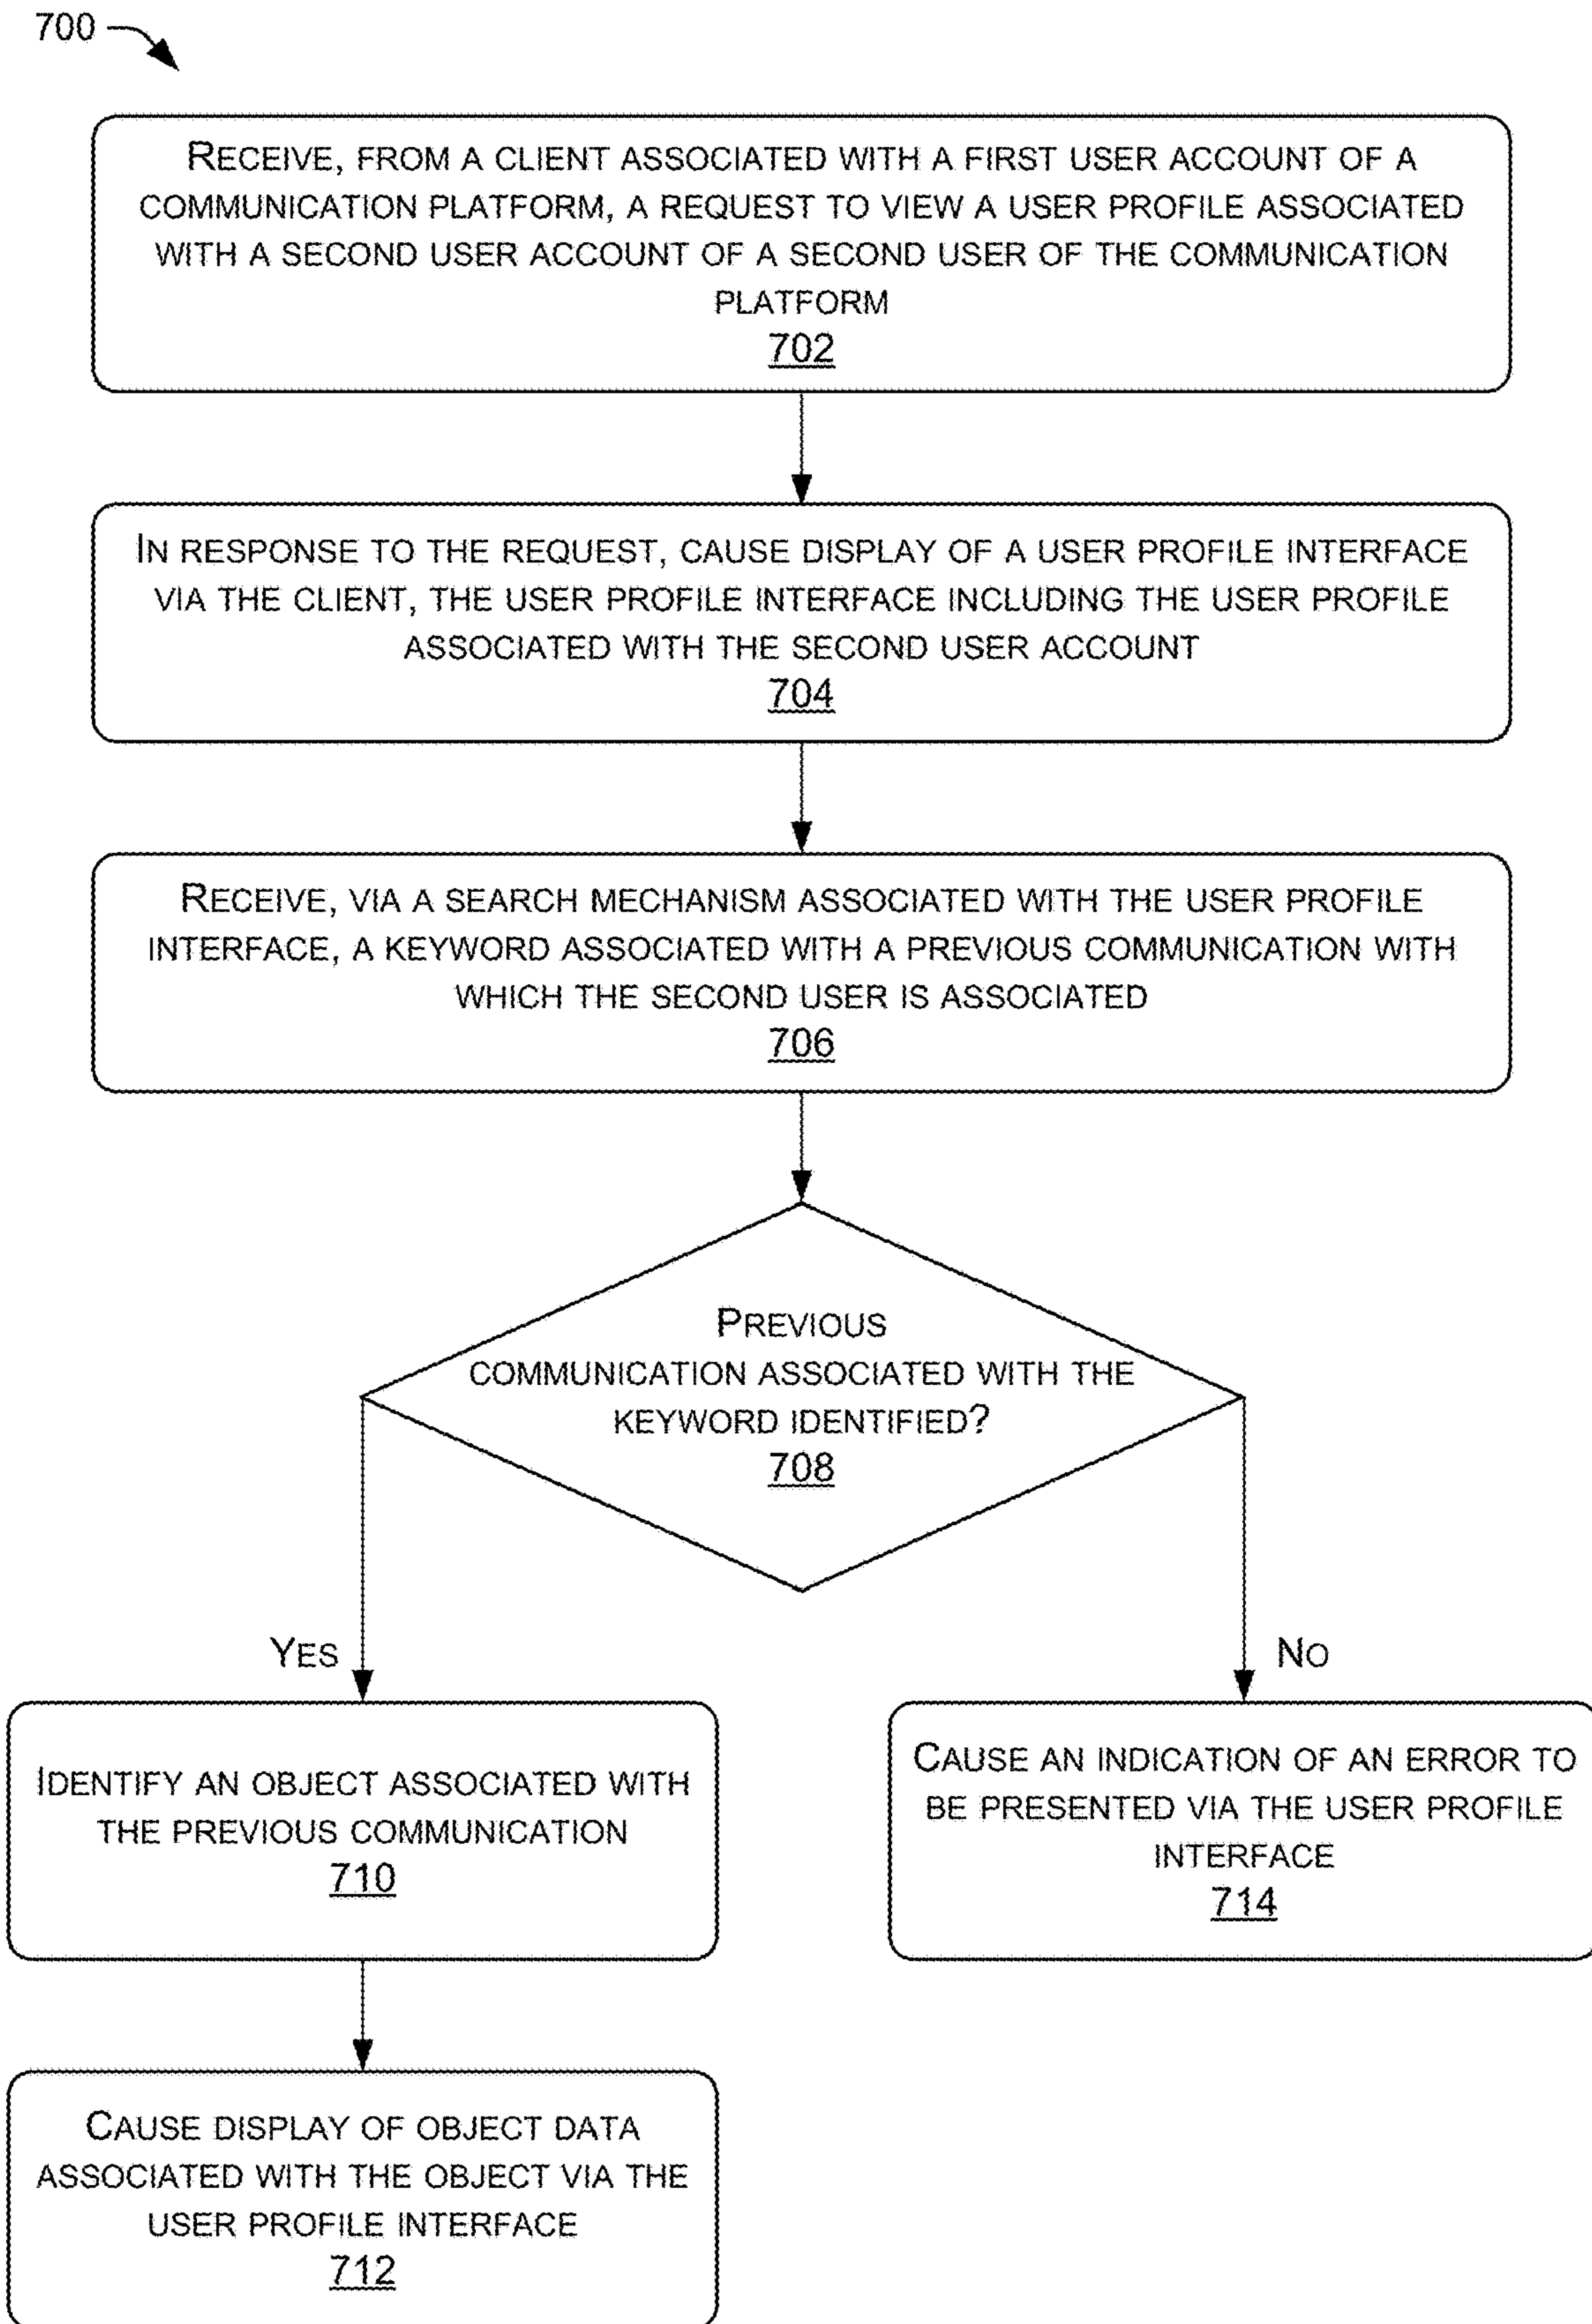 700
RECEIVE, FROM A CLIENT ASSOCIATED WITH A FIRST USER ACCOUNT OF A
COMMUNICATION PLATFORM, A REQUEST TO VIEW A USER PROFILE ASSOCIATED
WITH A SECOND USER ACCOUNT OF A SECOND USER OF THE COMMUNICATION
PLATFORM
702
IN RESPONSE TO THE REQUEST, CAUSE DISPLAY OF A USER PROFILE INTERFACE
VIA THE CLIENT, THE USER PROFILE INTERFACE INCLUDING THE USER PROFILE
ASSOCIATED WITH THE SECOND USER ACCOUNT
704
RECEIVE, VIA A SEARCH MECHANISM ASSOCIATED WITH THE USER PROFILE
INTERFACE, A KEYWORD ASSOCIATED WITH A PREVIOUS COMMUNICATION WITH
WHICH THE SECOND USER IS ASSOCIATED
706
PREVIOUS
COMMUNICATION ASSOCIATED WITH THE
KEYWORD IDENTIFIED?
708
YES
NO
IDENTIFY AN OBJECT ASSOCIATED WITH
THE PREVIOUS COMMUNICATION
710
CAUSE AN INDICATION OF AN ERROR TO
BE PRESENTED VIA THE USER PROFILE
INTERFACE
714
CAUSE DISPLAY OF OBJECT DATA
ASSOCIATED WITH THE OBJECT VIA THE
USER PROFILE INTERFACE
712